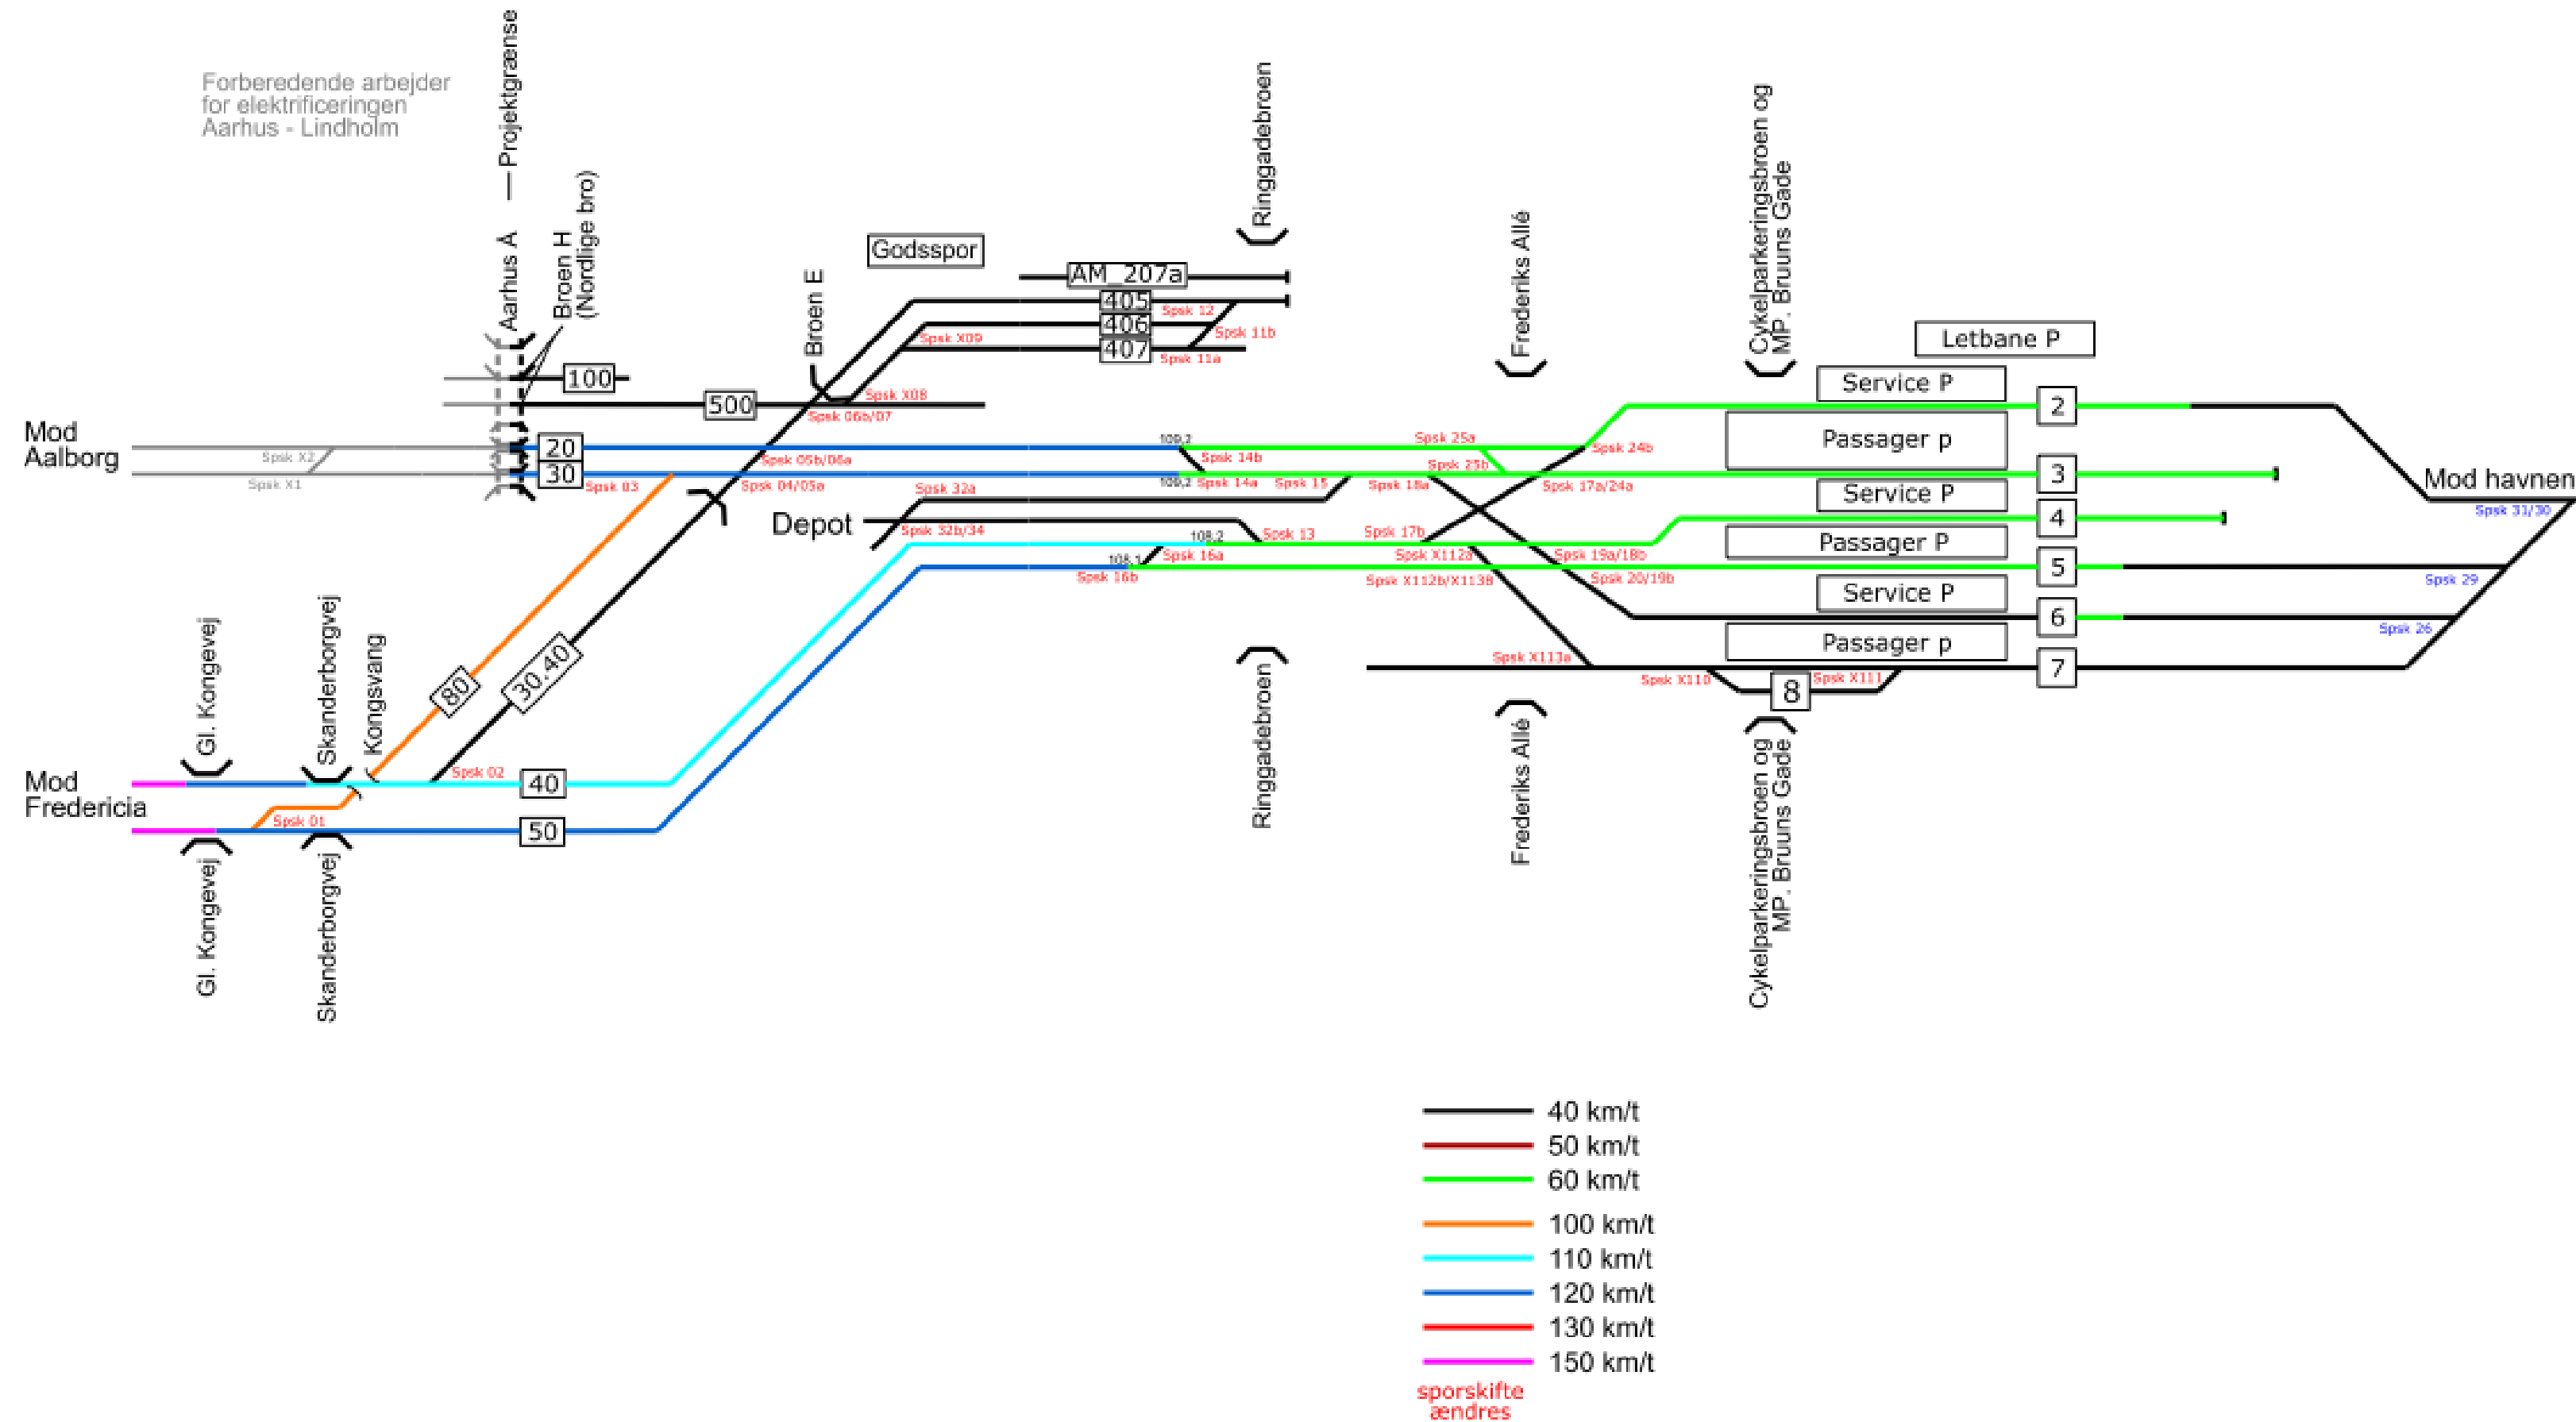 Forberedende arbejder
for elektrificeringen
Aarhus - Lindholm
Aarhus Å — Projektgrænse
Broen H
(Nordlige bro)
Broen E
Godsspor
Ringgadebroen
Frederiks Allé
Cykelparkeringsbroen og
MP. Bruuns Gade
AM_207a
405
Spsk 12
406
Spsk X09
Spsk 11b
407
Spsk 11a
Letbane P
100
500
Spsk X08
Spsk 06b/07
Service P
2
Mod
Aalborg
Spsk X2
Spsk X1
20
30
Spsk 03
Spsk 05b/06a
Spsk 04/05a
109,2
Spsk 14b
109,2
Spsk 14a
Spsk 15
Spsk 25a
Spsk 25b
Spsk 18a
Spsk 24b
Spsk 17a/24a
Passager p
3
Mod havnen
Spsk 31/30
Service P
4
Spsk 32a
Depot
Spsk 32b/34
108,2
Spsk 13
Spsk 17b
108,1
Spsk 16a
Spsk 16b
Spsk X112a
Spsk X112b/X113B
Spsk 19a/18b
Spsk 20/19b
Passager P
5
Spsk 29
Service P
6
Spsk 26
Passager p
7
Spsk X113a
Spsk X110
8
Spsk X111
80
30.40
Gl. Kongevej
Skanderborgvej
Kongsvang
Mod
Fredericia
Spsk 02
40
Spsk 01
50
Gl. Kongevej
Skanderborgvej
Ringgadebroen
Frederiks Allé
Cykelparkeringsbroen og
MP. Bruuns Gade
40 km/t
50 km/t
60 km/t
100 km/t
110 km/t
120 km/t
130 km/t
150 km/t
sporskifte
ændres